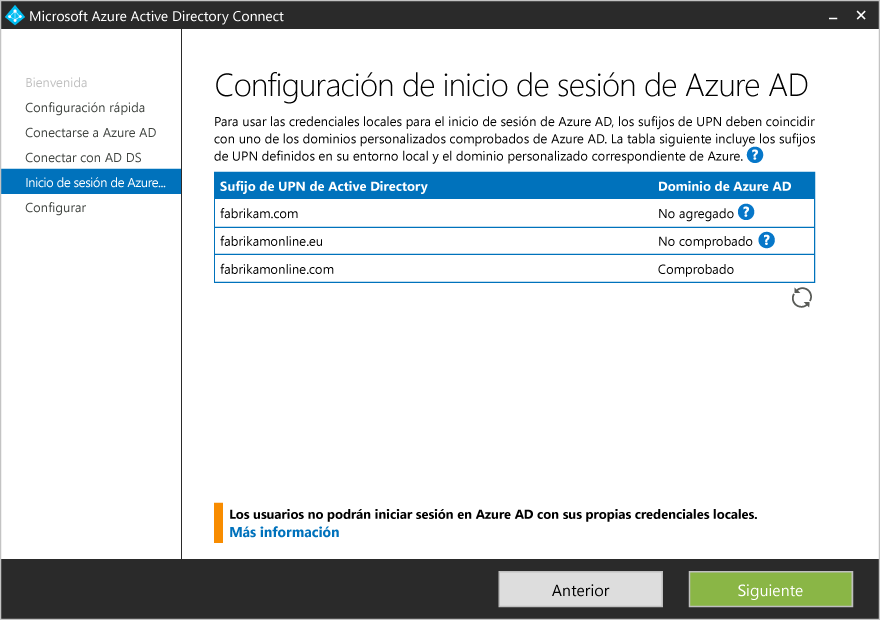 Microsoft Azure Active Directory Connect
Bienvenida
Configuración rápida
Conectarse a Azure AD
Conectar con AD DS
Inicio de sesión de Azure...
Configurar
Configuración de inicio de sesión de Azure AD
Para usar las credenciales locales para el inicio de sesión de Azure AD, los sufijos de UPN deben coincidir
con uno de los dominios personalizados comprobados de Azure AD. La tabla siguiente incluye los sufijos
de UPN definidos en su entorno local y el dominio personalizado correspondiente de Azure. ?
Sufijo de UPN de Active Directory Dominio de Azure AD
fabrikam.com No agregado ?
fabrikamonline.eu No comprobado ?
fabrikamonline.com Comprobado
Los usuarios no podrán iniciar sesión en Azure AD con sus propias credenciales locales.
Más información
Anterior Siguiente